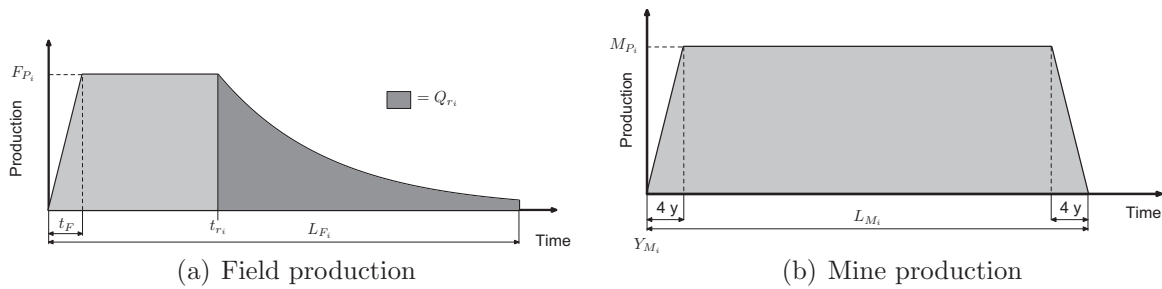 F_{P_i}
Production
= Q_{r_i}
t_F
t_{r_i}
L_{F_i}
Time
(a) Field production
M_{P_i}
Production
4 y
L_{M_i}
4 y
Time
Y_{M_i}
(b) Mine production